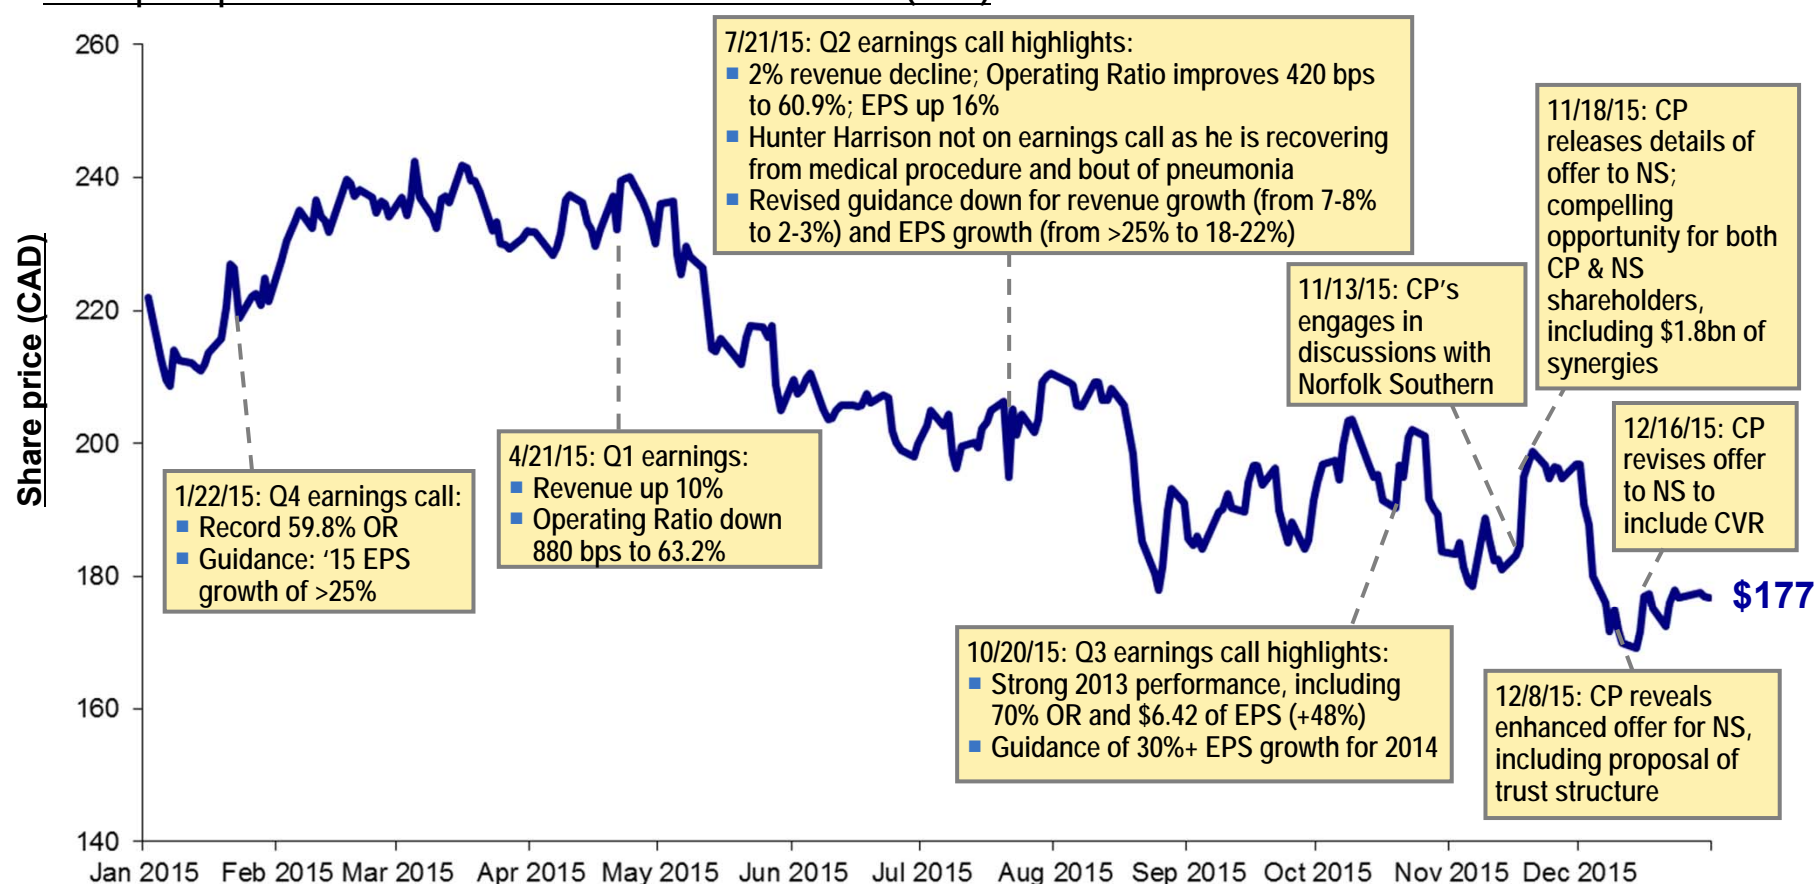 260
240
220
200
180
160
140
Share price (CAD)
Jan 2015
Feb 2015
Mar 2015
Apr 2015
May 2015
Jun 2015
Jul 2015
Aug 2015
Sep 2015
Oct 2015
Nov 2015
Dec 2015
1/22/15: Q4 earnings call:
■ Record 59.8% OR
■ Guidance: ‘15 EPS
growth of >25%
4/21/15: Q1 earnings:
■ Revenue up 10%
■ Operating Ratio down
880 bps to 63.2%
7/21/15: Q2 earnings call highlights:
■ 2% revenue decline; Operating Ratio improves 420 bps
to 60.9%; EPS up 16%
■ Hunter Harrison not on earnings call as he is recovering
from medical procedure and bout of pneumonia
■ Revised guidance down for revenue growth (from 7-8%
to 2-3%) and EPS growth (from >25% to 18-22%)
10/20/15: Q3 earnings call highlights:
■ Strong 2013 performance, including
70% OR and $6.42 of EPS (+48%)
■ Guidance of 30%+ EPS growth for 2014
11/13/15: CP’s
engages in
discussions with
Norfolk Southern
11/18/15: CP
releases details of
offer to NS;
compelling
opportunity for both
CP & NS
shareholders,
including $1.8bn of
synergies
12/16/15: CP
revises offer
to NS to
include CVR
$177
12/8/15: CP reveals
enhanced offer for NS,
including proposal of
trust structure